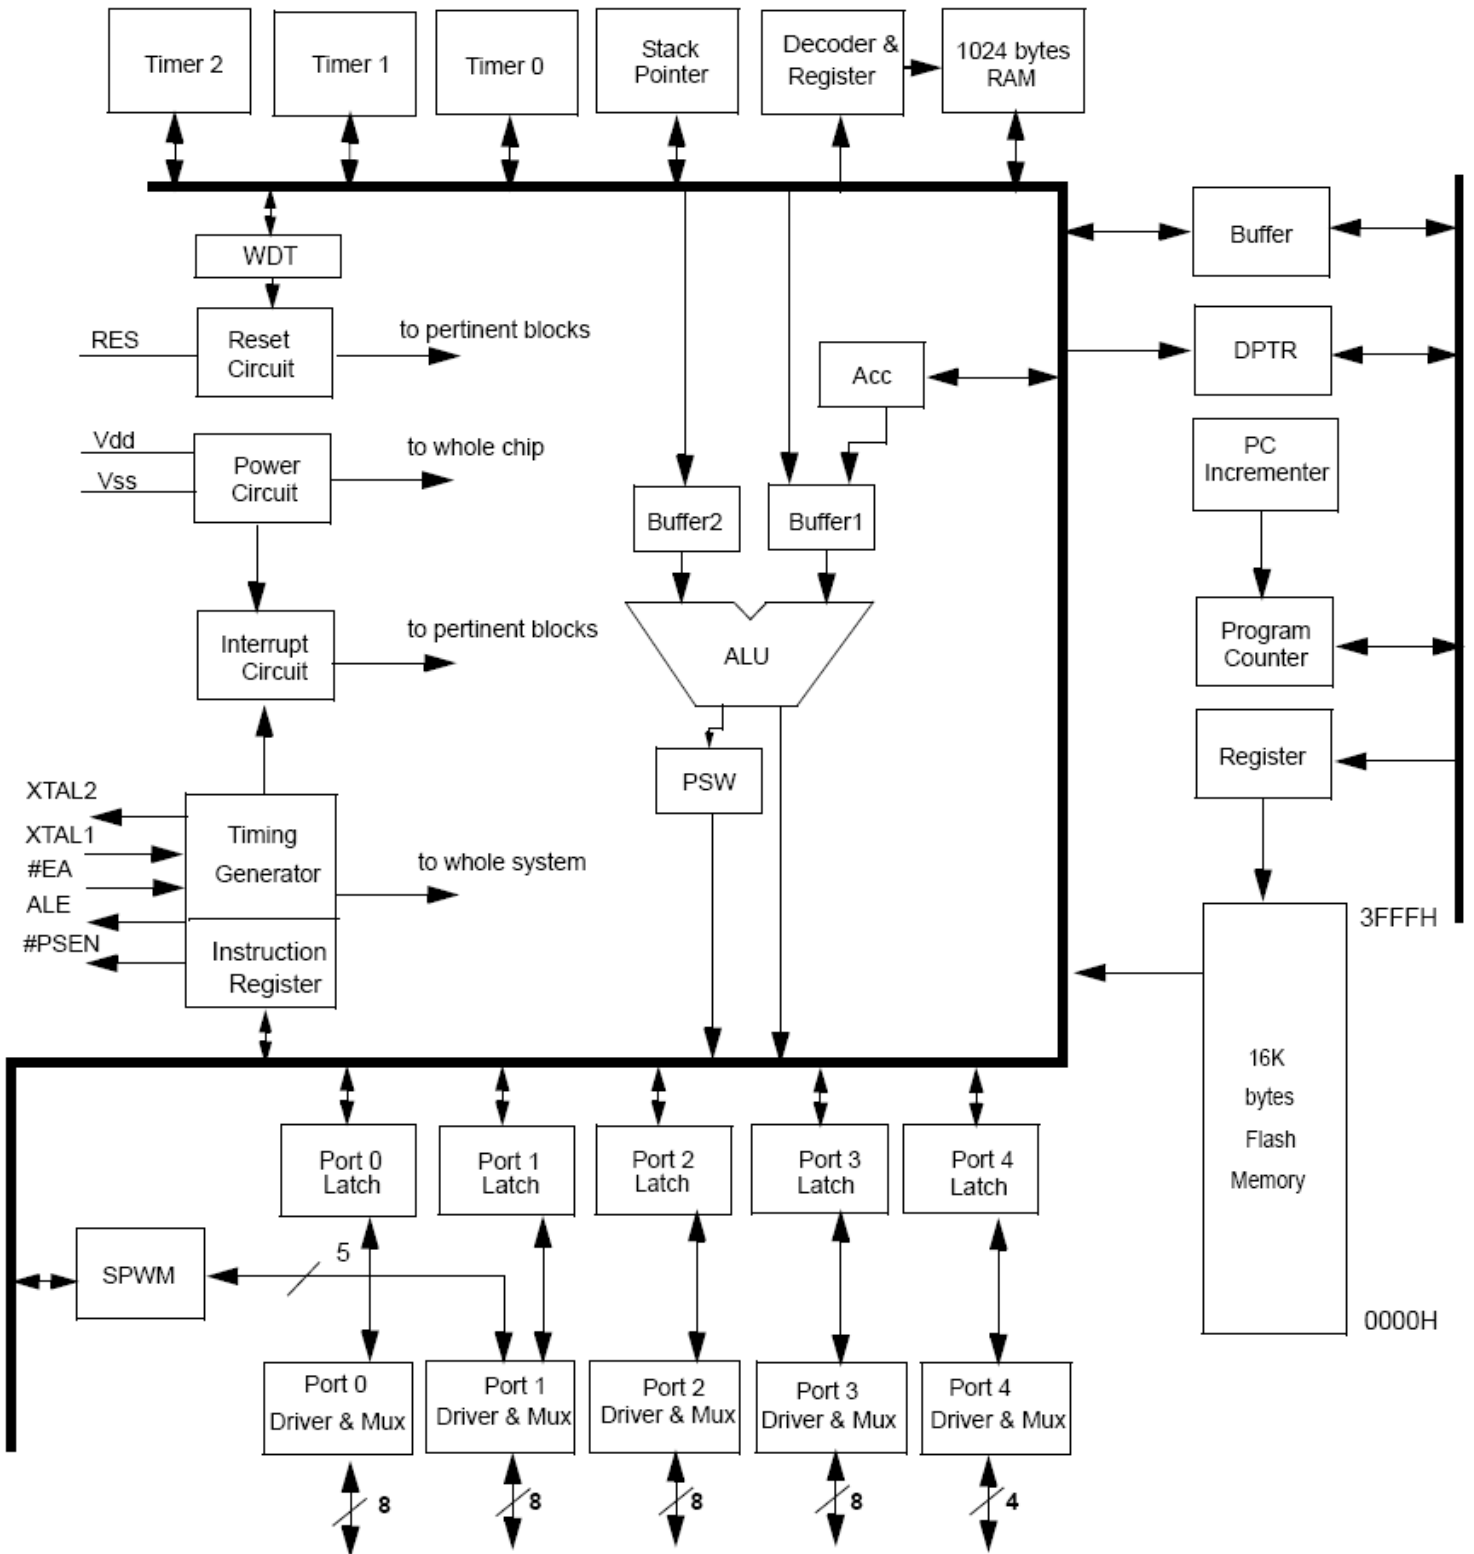 Timer 2
Timer 1
Timer 0
Stack
Pointer
Decoder &
Register
1024 bytes
RAM
WDT
RES
Reset
Circuit
to pertinent blocks
Vdd
Vss
Power
Circuit
to whole chip
Interrupt
Circuit
to pertinent blocks
XTAL2
XTAL1
#EA
ALE
#PSEN
Timing
Generator
Instruction
Register
to whole system
Acc
Buffer2
Buffer1
ALU
PSW
Buffer
DPTR
PC
Incrementer
Program
Counter
Register
3FFFH
16K
bytes
Flash
Memory
0000H
Port 0
Latch
Port 1
Latch
Port 2
Latch
Port 3
Latch
Port 4
Latch
SPWM
5
Port 0
Driver & Mux
Port 1
Driver & Mux
Port 2
Driver & Mux
Port 3
Driver & Mux
Port 4
Driver & Mux
8
8
8
8
4